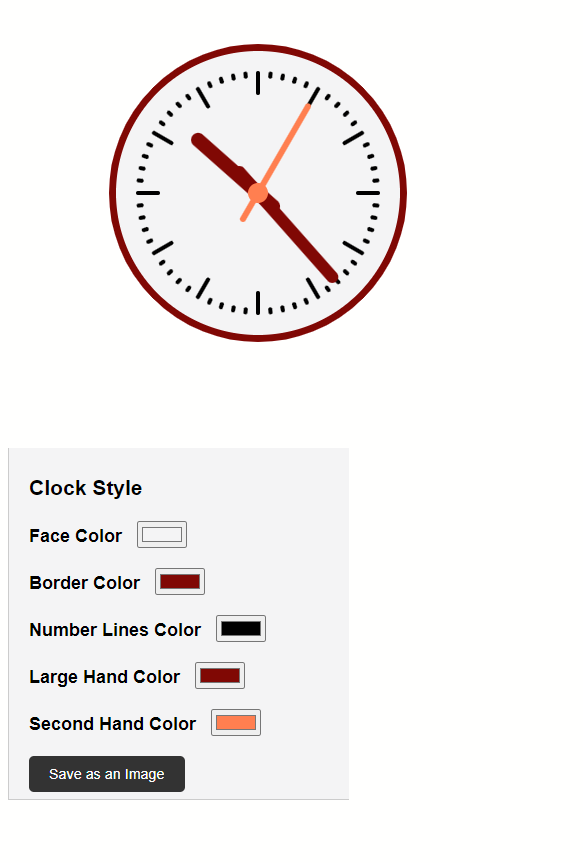 Clock Style
Face Color
Border Color
Number Lines Color
Large Hand Color
Second Hand Color
Save as an Image